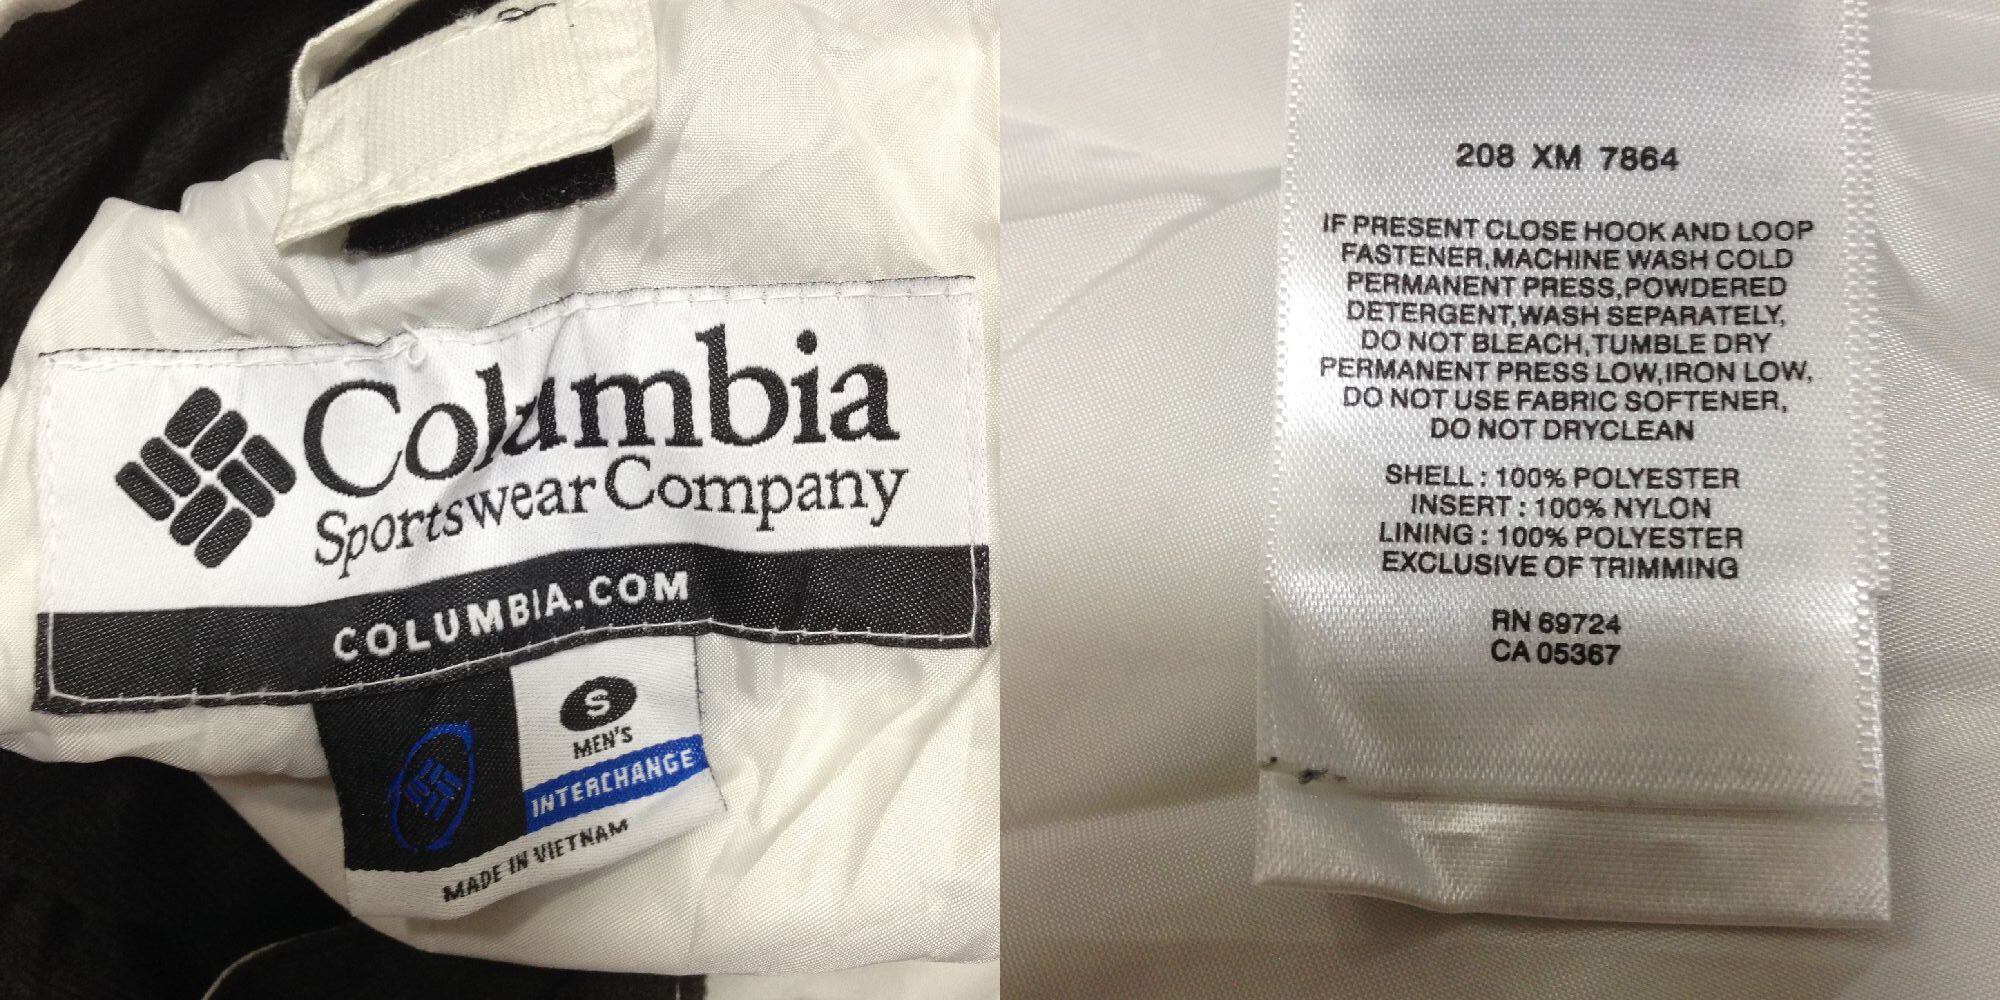 Columbia
Sportswear Company
COLUMBIA.COM
S
MEN'S
INTERCHANGE
MADE IN VIETNAM
208 XM 7864
IF PRESENT CLOSE HOOK AND LOOP
FASTENER,MACHINE WASH COLD
PERMANENT PRESS,POWDERED
DETERGENT,WASH SEPARATELY,
DO NOT BLEACH,TUMBLE DRY
PERMANENT PRESS LOW,IRON LOW,
DO NOT USE FABRIC SOFTENER,
DO NOT DRYCLEAN
SHELL : 100% POLYESTER
INSERT : 100% NYLON
LINING : 100% POLYESTER
EXCLUSIVE OF TRIMMING
RN 69724
CA 05367